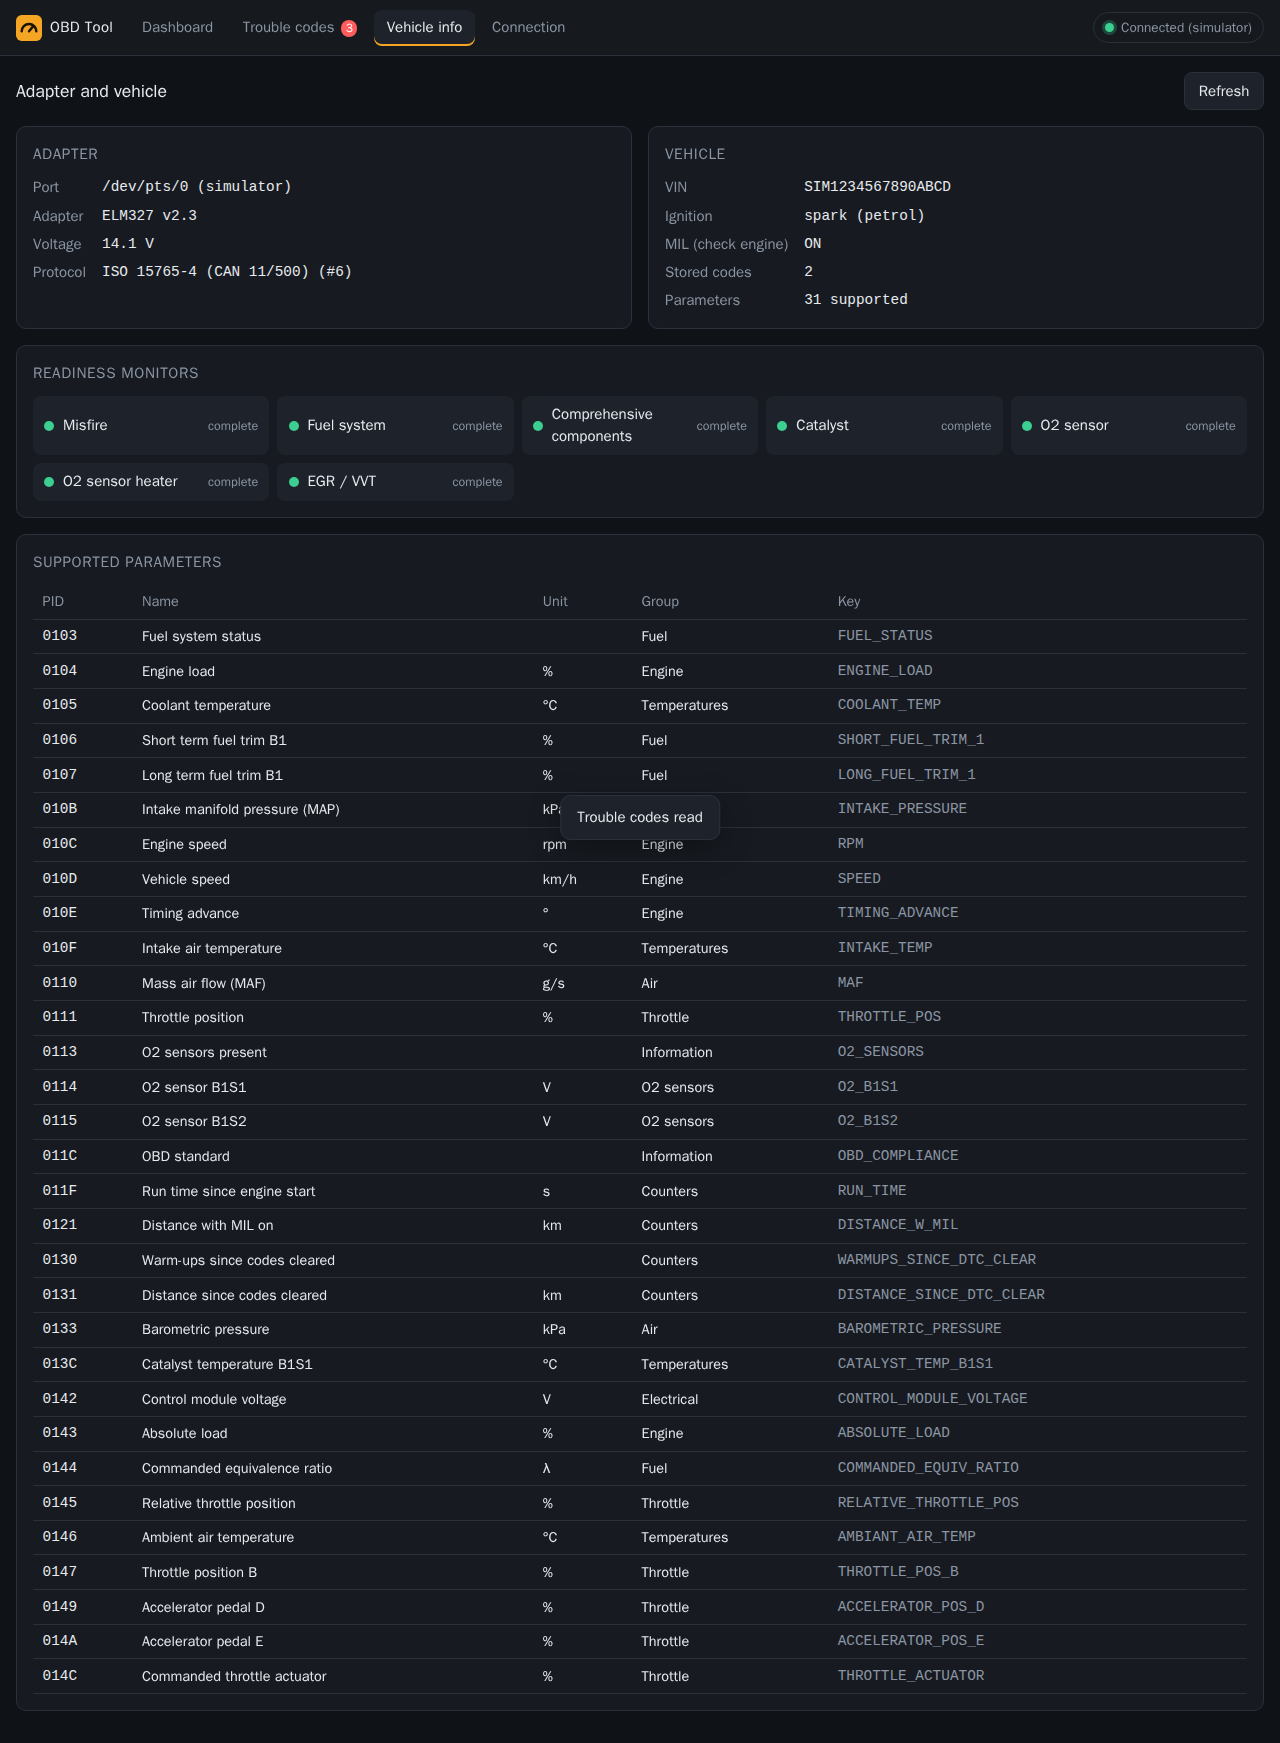 OBD Tool Dashboard Trouble codes 3 Vehicle info Connection Connected (simulator)
Adapter and vehicle Refresh
ADAPTER
Port /dev/pts/0 (simulator)
Adapter ELM327 v2.3
Voltage 14.1 V
Protocol ISO 15765-4 (CAN 11/500) (#6)
VEHICLE
VIN SIM1234567890ABCD
Ignition spark (petrol)
MIL (check engine) ON
Stored codes 2
Parameters 31 supported
READINESS MONITORS
Misfire complete
Fuel system complete
Comprehensive
components complete
Catalyst complete
O2 sensor complete
O2 sensor heater complete
EGR / VVT complete
SUPPORTED PARAMETERS
PID Name Unit Group Key
0103 Fuel system status Fuel FUEL_STATUS
0104 Engine load % Engine ENGINE_LOAD
0105 Coolant temperature °C Temperatures COOLANT_TEMP
0106 Short term fuel trim B1 % Fuel SHORT_FUEL_TRIM_1
0107 Long term fuel trim B1 % Fuel LONG_FUEL_TRIM_1
010B Intake manifold pressure (MAP) kPa INTAKE_PRESSURE
Trouble codes read
010C Engine speed rpm Engine RPM
010D Vehicle speed km/h Engine SPEED
010E Timing advance ° Engine TIMING_ADVANCE
010F Intake air temperature °C Temperatures INTAKE_TEMP
0110 Mass air flow (MAF) g/s Air MAF
0111 Throttle position % Throttle THROTTLE_POS
0113 O2 sensors present Information O2_SENSORS
0114 O2 sensor B1S1 V O2 sensors O2_B1S1
0115 O2 sensor B1S2 V O2 sensors O2_B1S2
011C OBD standard Information OBD_COMPLIANCE
011F Run time since engine start s Counters RUN_TIME
0121 Distance with MIL on km Counters DISTANCE_W_MIL
0130 Warm-ups since codes cleared Counters WARMUPS_SINCE_DTC_CLEAR
0131 Distance since codes cleared km Counters DISTANCE_SINCE_DTC_CLEAR
0133 Barometric pressure kPa Air BAROMETRIC_PRESSURE
013C Catalyst temperature B1S1 °C Temperatures CATALYST_TEMP_B1S1
0142 Control module voltage V Electrical CONTROL_MODULE_VOLTAGE
0143 Absolute load % Engine ABSOLUTE_LOAD
0144 Commanded equivalence ratio λ Fuel COMMANDED_EQUIV_RATIO
0145 Relative throttle position % Throttle RELATIVE_THROTTLE_POS
0146 Ambient air temperature °C Temperatures AMBIANT_AIR_TEMP
0147 Throttle position B % Throttle THROTTLE_POS_B
0149 Accelerator pedal D % Throttle ACCELERATOR_POS_D
014A Accelerator pedal E % Throttle ACCELERATOR_POS_E
014C Commanded throttle actuator % Throttle THROTTLE_ACTUATOR